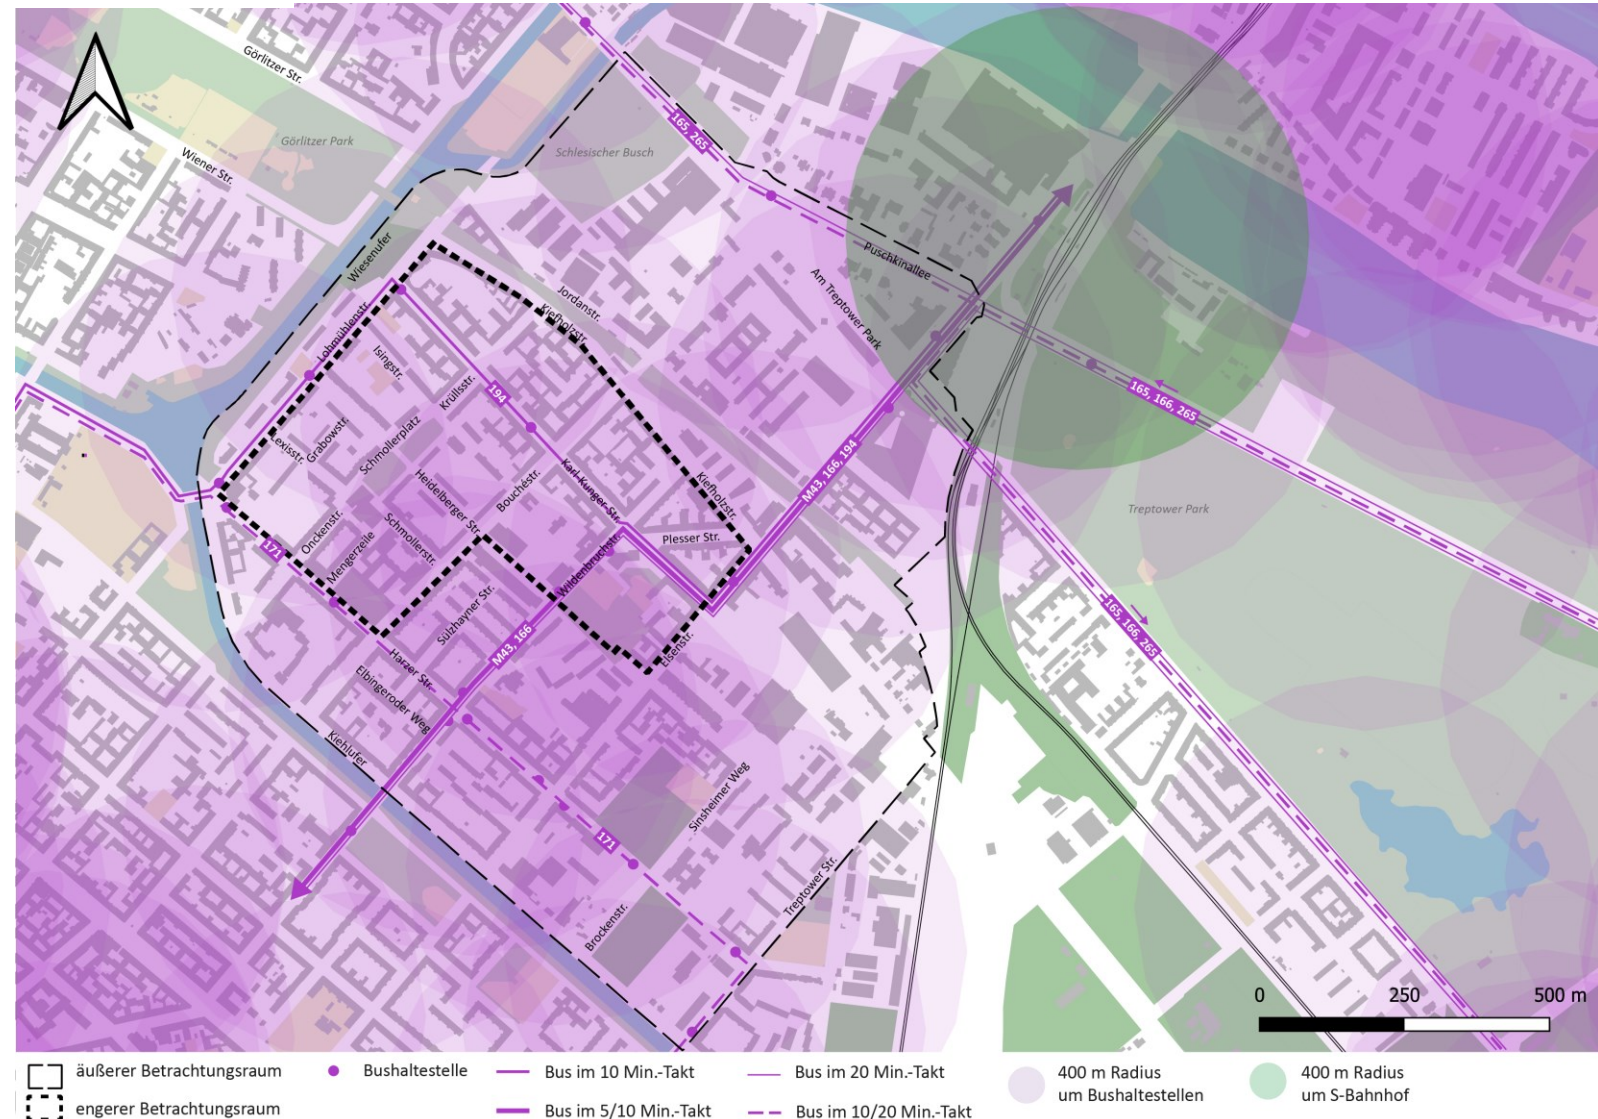 Görlitzer Str.
Görlitzer Park
Wiener Str.
Schlesischer Busch
165, 265
Wiesenufer
Puschkinallee
Am Treptower Park
Jordanstr.
Kiefholzstr.
Lohmühlenstr.
Isingstr.
Krüllsstr.
194
165, 166, 265
Lexisstr.
Grabowstr.
Schmollerplatz
Heidelberger Str.
Bouchéstr.
Karl-Kunger-Str.
Kiefholzstr.
M43, 166, 194
Treptower Park
Onckenstr.
Mengerzeile
Schmollerstr.
171
Wildenbruchstr.
Plesser Str.
Sülzhayner Str.
M43, 166
Elsenstr.
165, 166, 265
Harzer Str.
Elbingeroder Weg
Kiehlufer
Sinsheimer Weg
171
Treptower Str.
Brockenstr.
0 250 500 m
äußerer Betrachtungsraum
engerer Betrachtungsraum
Bushaltestelle
Bus im 10 Min.-Takt
Bus im 5/10 Min.-Takt
Bus im 20 Min.-Takt
Bus im 10/20 Min.-Takt
400 m Radius
um Bushaltestellen
400 m Radius
um S-Bahnhof